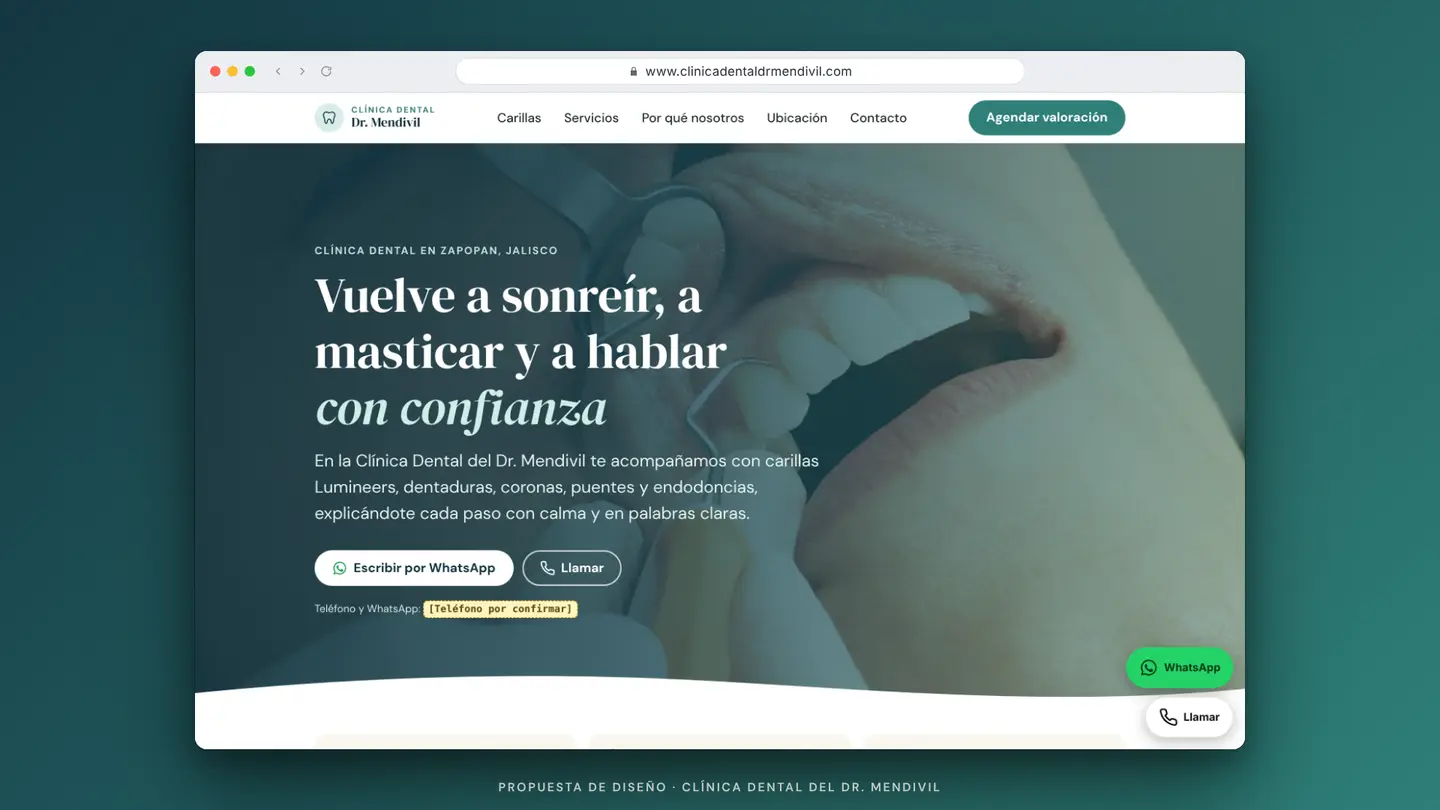 www.clinicadentaldrmendivil.com
CLÍNICA DENTAL
Dr. Mendivil
Carillas Servicios Por qué nosotros Ubicación Contacto
Agendar valoración
CLÍNICA DENTAL EN ZAPOPAN, JALISCO
Vuelve a sonreír, a
masticar y a hablar
con confianza
En la Clínica Dental del Dr. Mendivil te acompañamos con carillas
Lumineers, dentaduras, coronas, puentes y endodoncias,
explicándote cada paso con calma y en palabras claras.
Escribir por WhatsApp Llamar
Teléfono y WhatsApp: [Teléfono por confirmar]
WhatsApp
Llamar
PROPUESTA DE DISEÑO · CLÍNICA DENTAL DEL DR. MENDIVIL